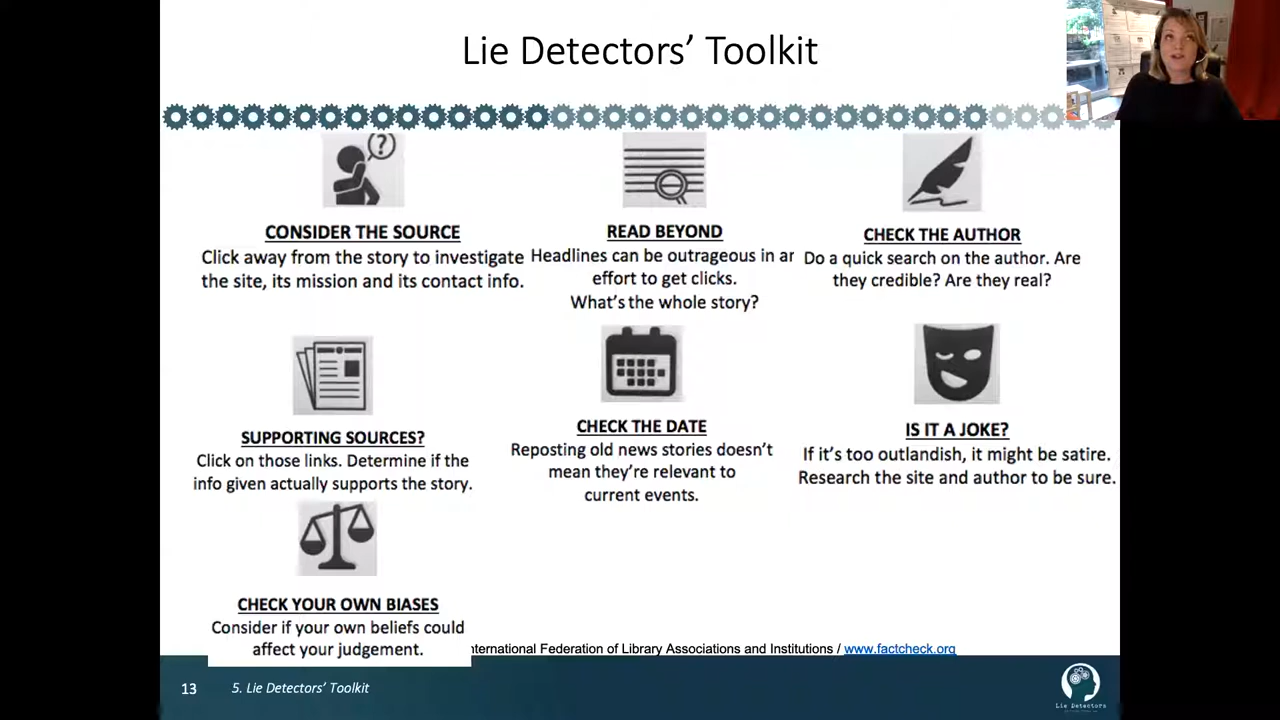 Lie Detectors’ Toolkit
CONSIDER THE SOURCE
Click away from the story to investigate
the site, its mission and its contact info.
READ BEYOND
Headlines can be outrageous in ar
effort to get clicks.
What’s the whole story?
CHECK THE AUTHOR
Do a quick search on the author. Are
they credible? Are they real?
SUPPORTING SOURCES?
Click on those links. Determine if the
info given actually supports the story.
CHECK THE DATE
Reposting old news stories doesn’t
mean they’re relevant to
current events.
IS IT A JOKE?
If it’s too outlandish, it might be satire.
Research the site and author to be sure.
CHECK YOUR OWN BIASES
Consider if your own beliefs could
affect your judgement.
nternational Federation of Library Associations and Institutions / www.factcheck.org
13
5. Lie Detectors’ Toolkit
Lie Detectors